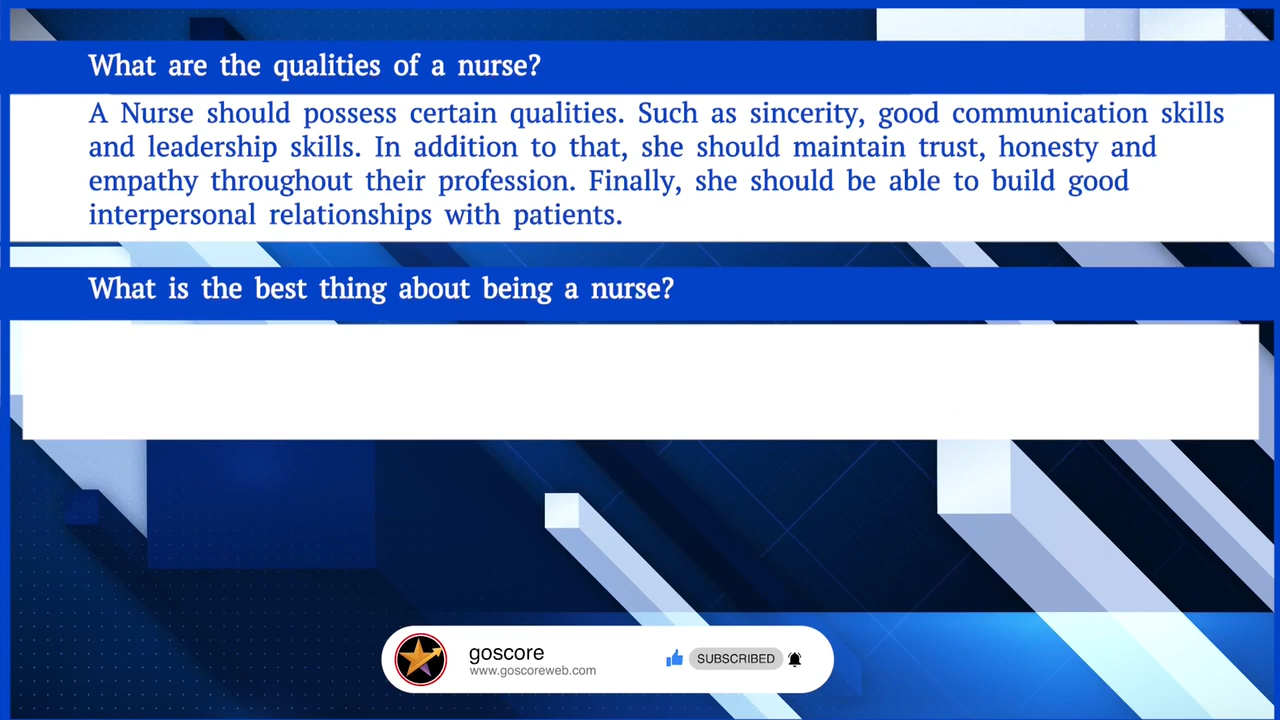 What are the qualities of a nurse?
A Nurse should possess certain qualities. Such as sincerity, good communication skills
and leadership skills. In addition to that, she should maintain trust, honesty and
empathy throughout their profession. Finally, she should be able to build good
interpersonal relationships with patients.
What is the best thing about being a nurse?
goscore
www.goscoreweb.com
SUBSCRIBED